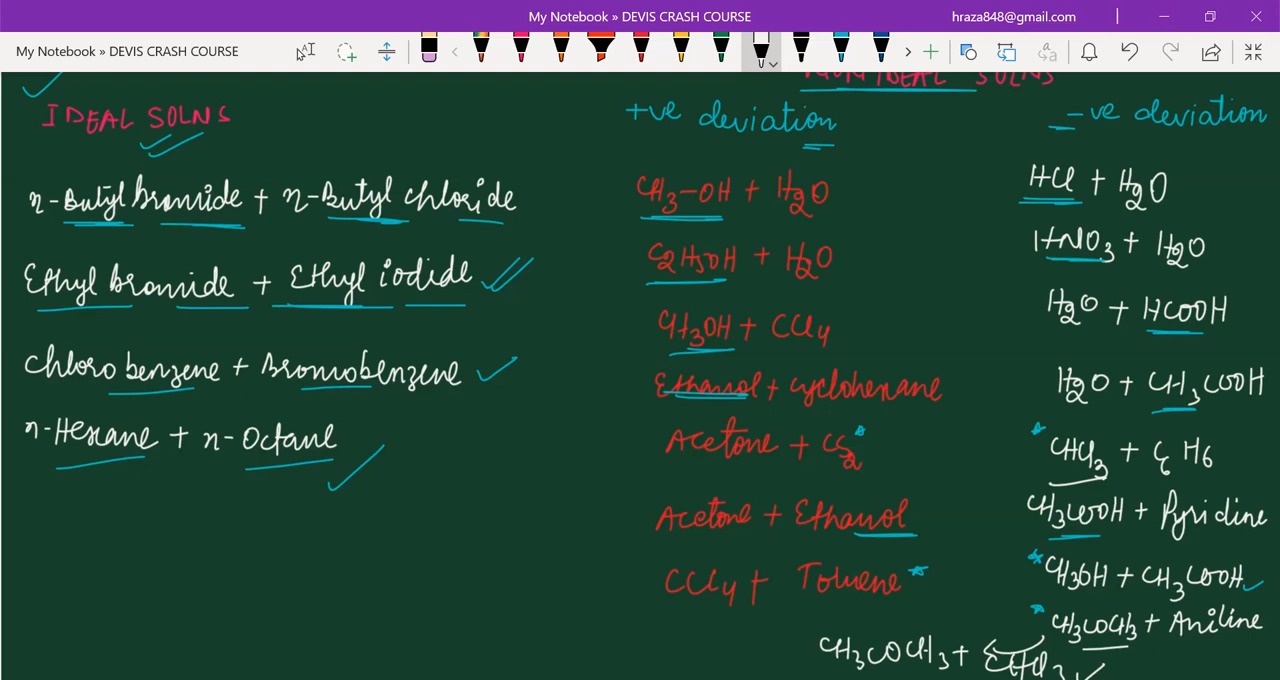 My Notebook » DEVIS CRASH COURSE
hraza848@gmail.com
My Notebook » DEVIS CRASH COURSE
IDEAL SOLNS
n-Butyl bromide + n-Butyl chloride
Ethyl bromide + Ethyl iodide
Chlorobenzene + Bromobenzene
n-Hexane + n-Octane
SOLNS
+ve deviation
CH3-OH + H2O
C2H5OH + H2O
CH3OH + CCl4
Ethanol + cyclohexane
Acetone + CS2
Acetone + Ethanol
CCl4 + Toluene
-ve deviation
HCl + H2O
HNO3 + H2O
H2O + HCOOH
H2O + CH3COOH
CHCl3 + C6H6
CH3COOH + Pyridine
CH3OH + CH3COOH
CH3COCH3 + Aniline
CH3COCH3 + CHCl3